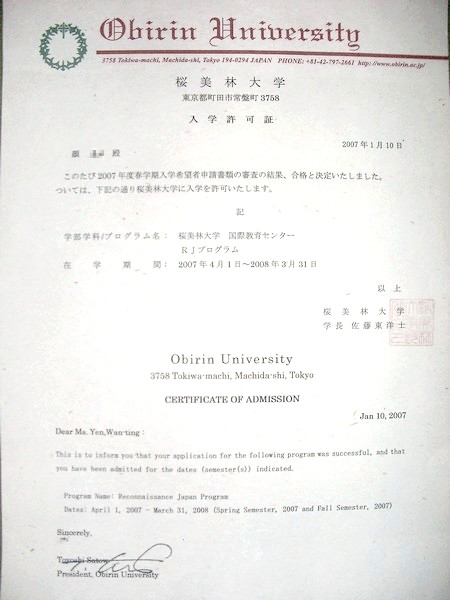 Obirin University
3758 Tokiwa-machi, Machida-shi, Tokyo 194-0294 JAPAN PHONE: +81-42-797-2661 http://www.obirin.ac.jp/
桜美林大学
東京都町田市常盤町3758
入学許可証
2007年1月10日
殿
このたび2007年度春学期入学希望者申請書類の審査の結果、合格と決定いたしました。
ついては、下記の通り桜美林大学に入学を許可いたします。
記
学部学科/プログラム名： 桜美林大学 国際教育センター
ＲＪプログラム
在学期間： 2007年4月1日～2008年3月31日
以上
桜美林大学
学長 佐藤東洋士
Obirin University
3758 Tokiwa-machi, Machida-shi, Tokyo
CERTIFICATE OF ADMISSION
Jan 10, 2007
Dear Ms. Yen, Wan-ting :
This is to inform you that your application for the following program was successful, and that
you have been admitted for the dates (semester(s)) indicated.
Program Name: Reconnaissance Japan Program
Dates: April 1, 2007 - March 31, 2008 (Spring Semester, 2007 and Fall Semester, 2007)
Sincerely,
Toyoshi Satow
President, Obirin University